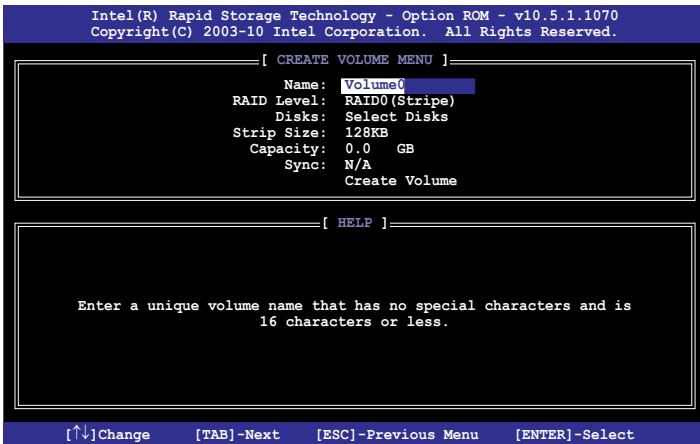 Intel(R) Rapid Storage Technology - Option ROM - v10.5.1.1070
Copyright(C) 2003-10 Intel Corporation. All Rights Reserved.
[ CREATE VOLUME MENU ]
Name: Volume0
RAID Level: RAID0(Stripe)
Disks: Select Disks
Strip Size: 128KB
Capacity: 0.0 GB
Sync: N/A
Create Volume
[ HELP ]
Enter a unique volume name that has no special characters and is
16 characters or less.
[↑↓]Change [TAB]-Next [ESC]-Previous Menu [ENTER]-Select